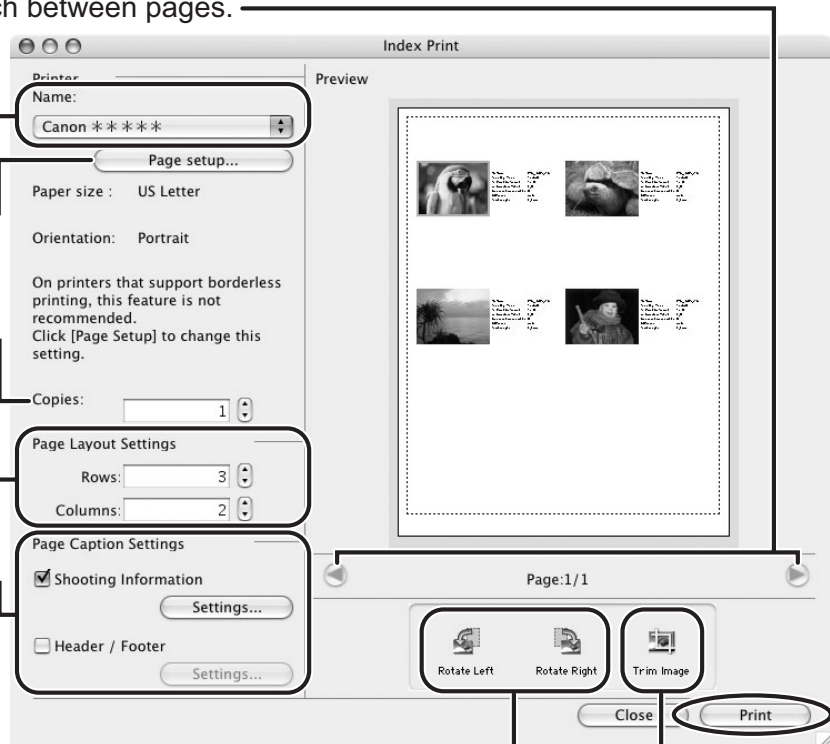 ch between pages.
Index Print
Printer
Name:
Canon *****
Page setup...
Paper size : US Letter
Orientation: Portrait
On printers that support borderless
printing, this feature is not
recommended.
Click [Page Setup] to change this
setting.
Copies:
1
Page Layout Settings
Rows: 3
Columns: 2
Page Caption Settings
Shooting Information
Settings...
Header / Footer
Settings...
Preview
Page:1/1
Rotate Left
Rotate Right
Trim Image
Close
Print